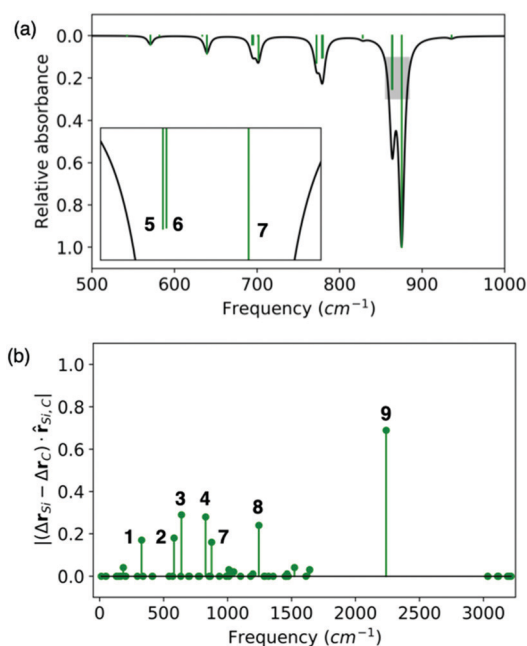 (a)
Relative absorbance
0.0
0.2
0.4
0.6
0.8
1.0
5 6 7
500 600 700 800 900 1000
Frequency (cm⁻¹)
(b)
|(Δr_Si − Δr_C) · r̂_Si,C|
1.0
0.8
0.6
0.4
0.2
0.0
9
3 4
8
1 2 7
0 500 1000 1500 2000 2500 3000
Frequency (cm⁻¹)